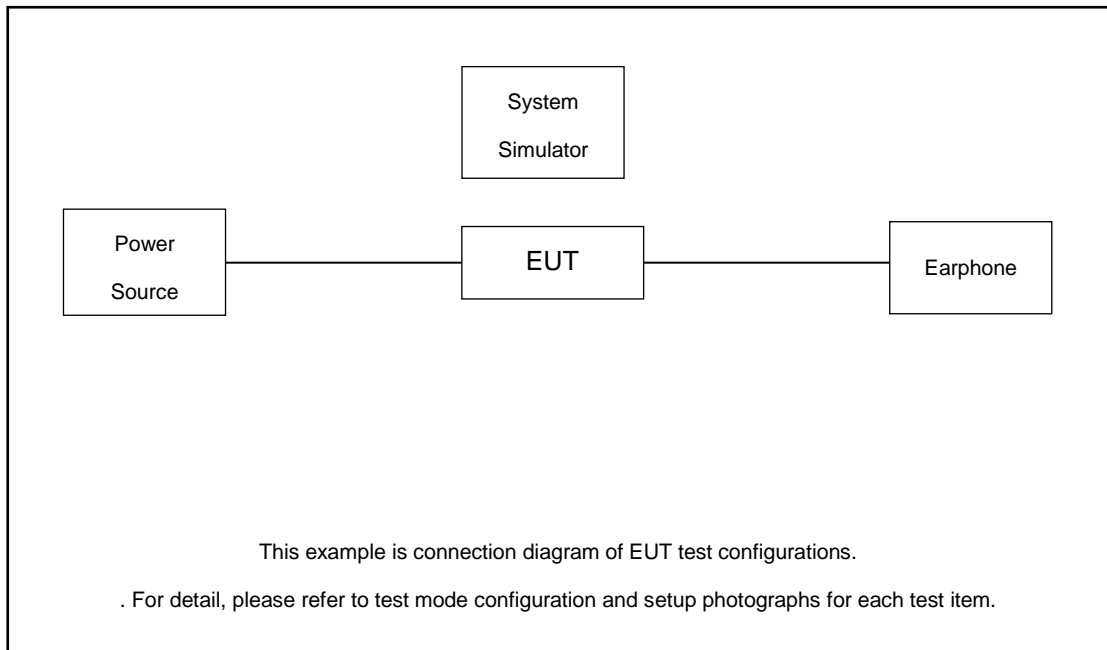 System
Simulator
Power
Source
EUT
Earphone
This example is connection diagram of EUT test configurations.
. For detail, please refer to test mode configuration and setup photographs for each test item.